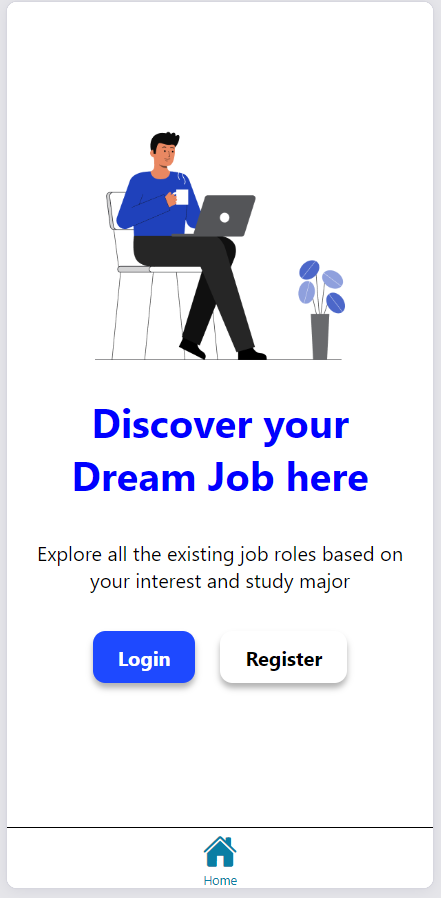 Discover your
Dream Job here
Explore all the existing job roles based on
your interest and study major
Login
Register
Home